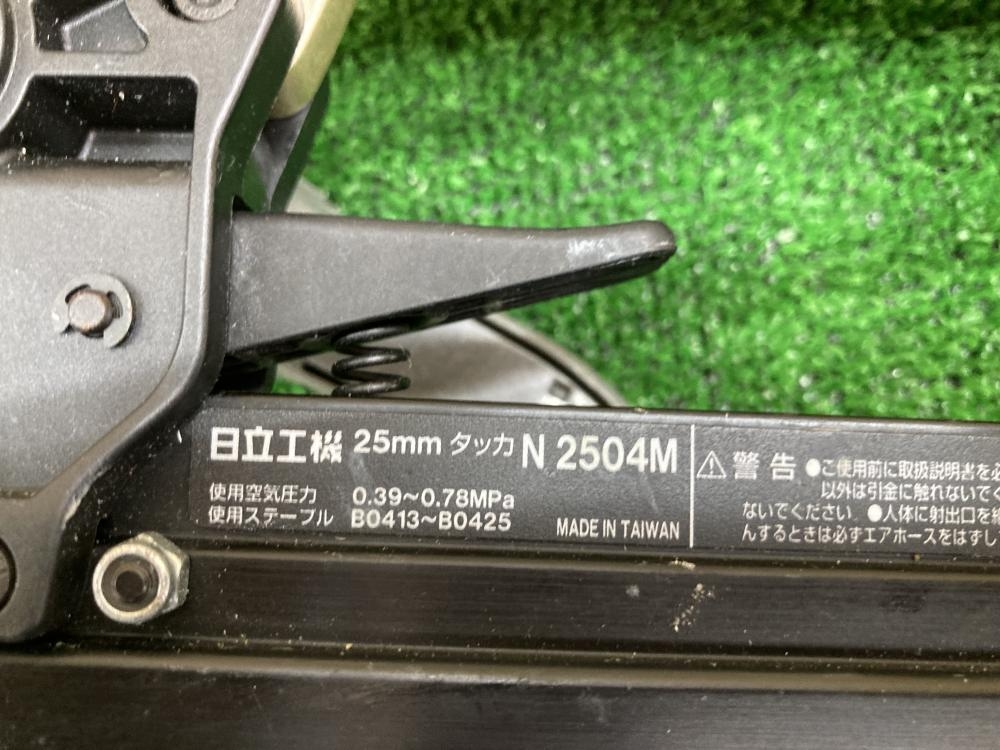 日立工機 25mm タッカ N 2504M
使用空気圧力 0.39～0.78MPa
使用ステープル B0413～B0425
MADE IN TAIWAN
⚠警告 ●ご使用前に取扱説明書を必
以外は引金に触れないでく
ないでください。●人体に射出口を
んするときは必ずエアホースをはずし